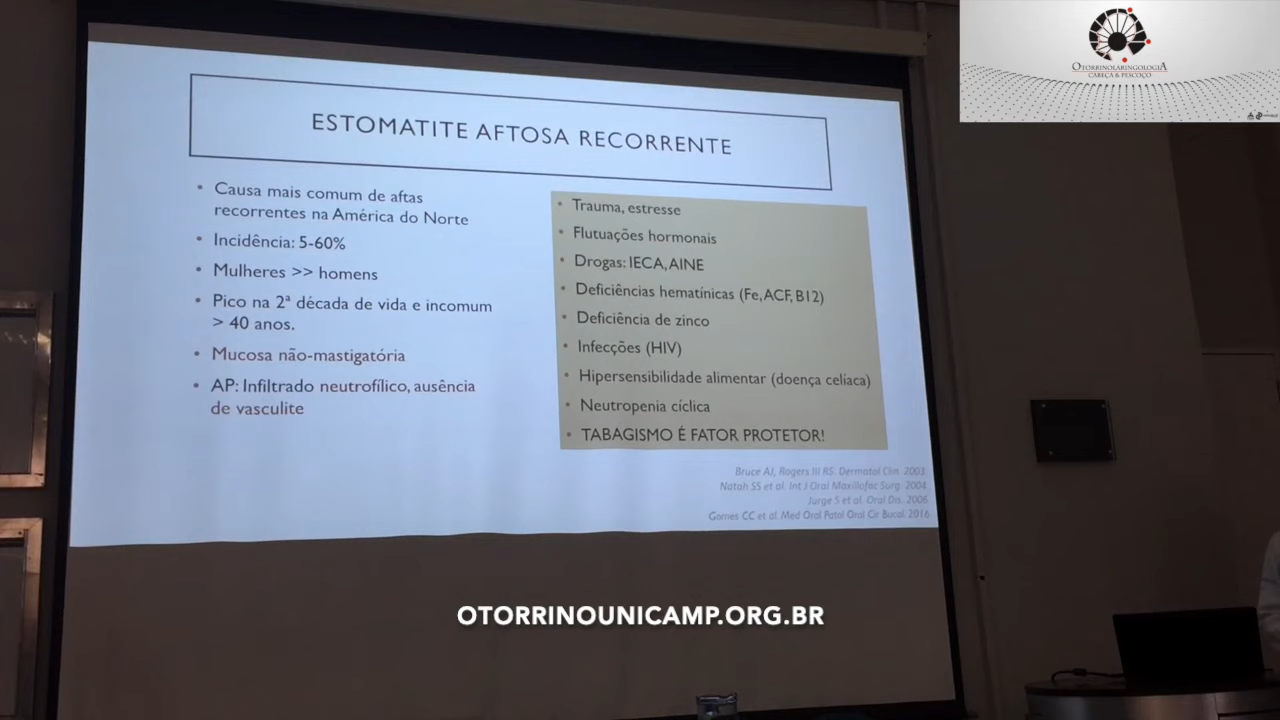 OTORRINOLARINGOLOGIA
CABEÇA & PESCOÇO
ESTOMATITE AFTOSA RECORRENTE
• Causa mais comum de aftas
recorrentes na América do Norte
• Incidência: 5-60%
• Mulheres >> homens
• Pico na 2ª década de vida e incomum
> 40 anos.
• Mucosa não-mastigatória
• AP: Infiltrado neutrofílico, ausência
de vasculite
• Trauma, estresse
• Flutuações hormonais
• Drogas: IECA, AINE
• Deficiências hematínicas (Fe, ACF, B12)
• Deficiência de zinco
• Infecções (HIV)
• Hipersensibilidade alimentar (doença celiaca)
• Neutropenia cíclica
• TABAGISMO É FATOR PROTETOR!
Bruce AJ, Rogers III RS. Dermatol Clin. 2003
Natah SS et al. Int J Oral Maxillofac Surg. 2004
Jurge S et al. Oral Dis. 2006
Gomes CC et al. Med Oral Patol Oral Cir Bucal. 2016
OTORRINOUNICAMP.ORG.BR